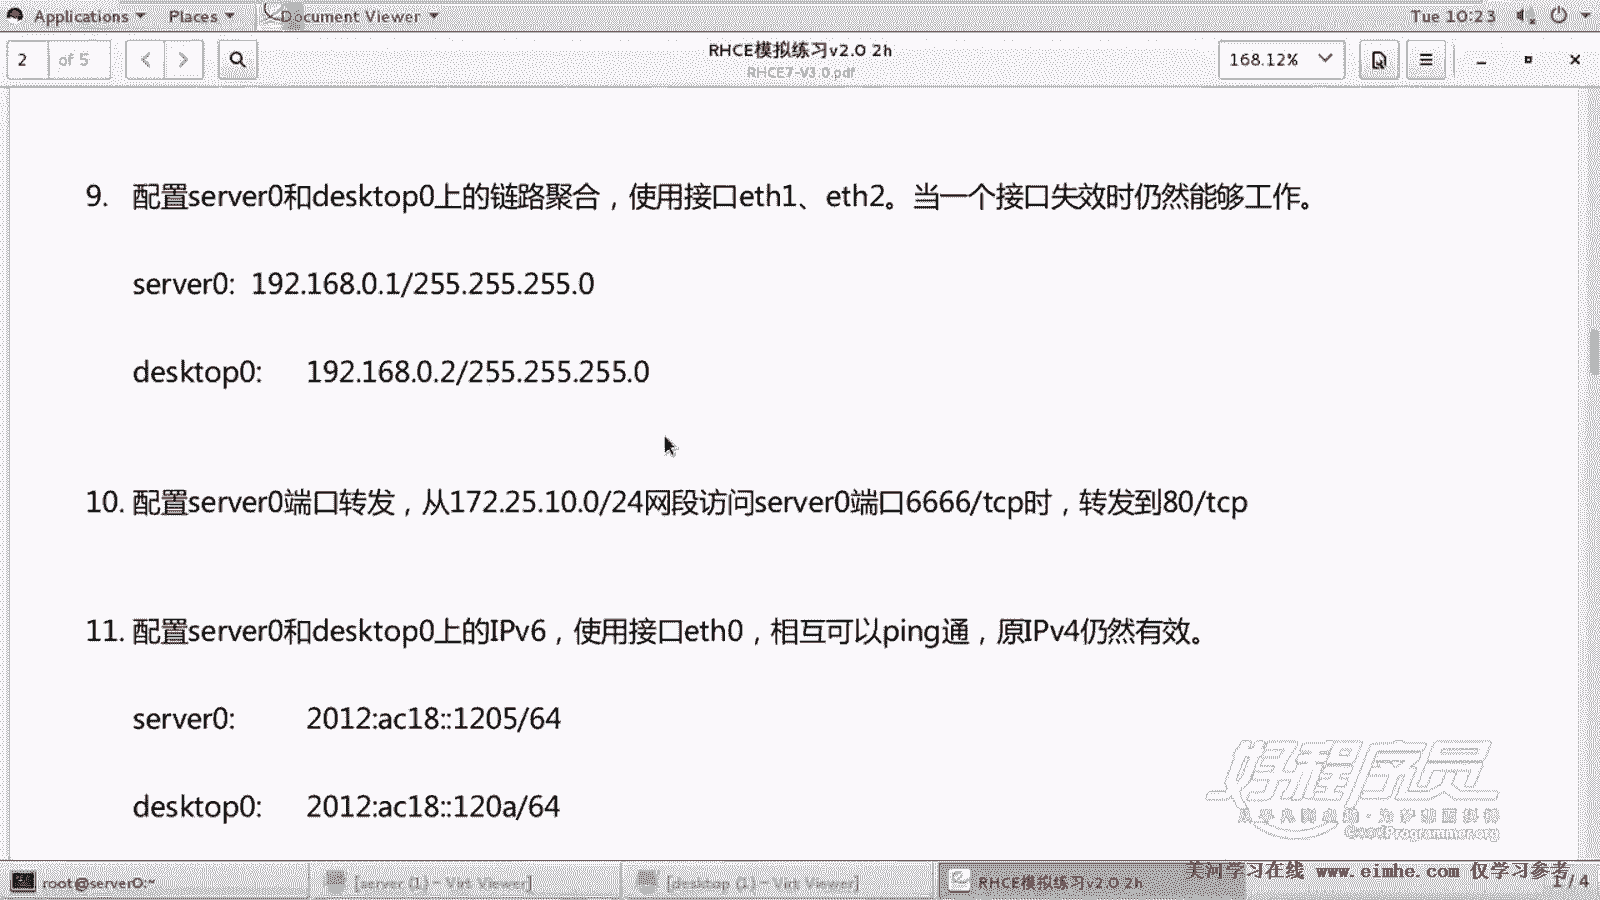 Applications Places Document Viewer Tue 10:23
2 of 5 RHCE模拟练习v2.0 2h 168.12%
RHCE7-V3.0.pdf
9. 配置server0和desktop0上的链路聚合，使用接口eth1、eth2。当一个接口失效时仍然能够工作。
server0: 192.168.0.1/255.255.255.0
desktop0: 192.168.0.2/255.255.255.0
10. 配置server0端口转发，从172.25.10.0/24网段访问server0端口6666/tcp时，转发到80/tcp
11. 配置server0和desktop0上的IPv6，使用接口eth0，相互可以ping通，原IPv4仍然有效。
server0: 2012:ac18::1205/64
desktop0: 2012:ac18::120a/64
好程序员
GoodProgrammer.org
root@server0:~ [server (1) - Virt Viewer] [desktop (1) - Virt Viewer] RHCE模拟练习v2.0 2h 1 / 4
美河学习在线 www.eimhe.com 仅学习参考